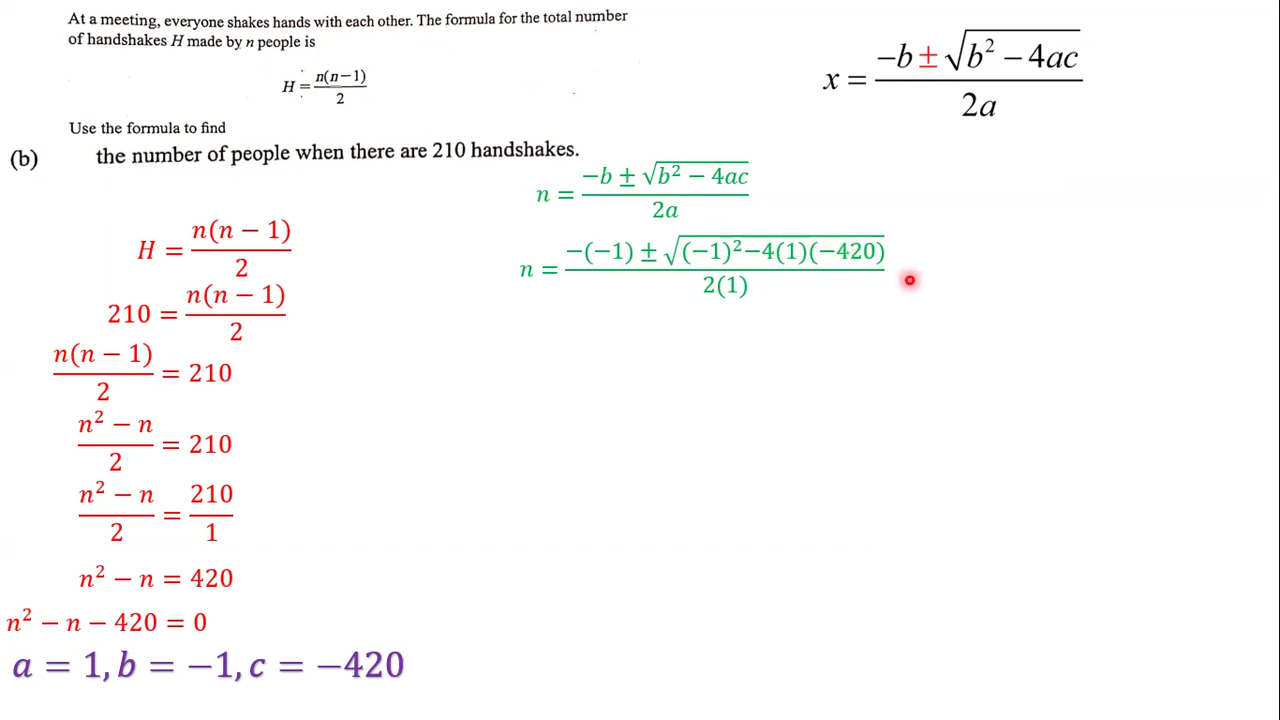 At a meeting, everyone shakes hands with each other. The formula for the total number
of handshakes H made by n people is
H = n(n−1)/2
Use the formula to find
(b) the number of people when there are 210 handshakes.
x = (−b ± √(b² − 4ac))/2a
H = n(n − 1)/2
210 = n(n − 1)/2
n(n − 1)/2 = 210
(n² − n)/2 = 210
(n² − n)/2 = 210/1
n² − n = 420
n² − n − 420 = 0
a = 1, b = −1, c = −420
n = (−b ± √(b² − 4ac))/2a
n = (−(−1) ± √((−1)²−4(1)(−420)))/2(1)